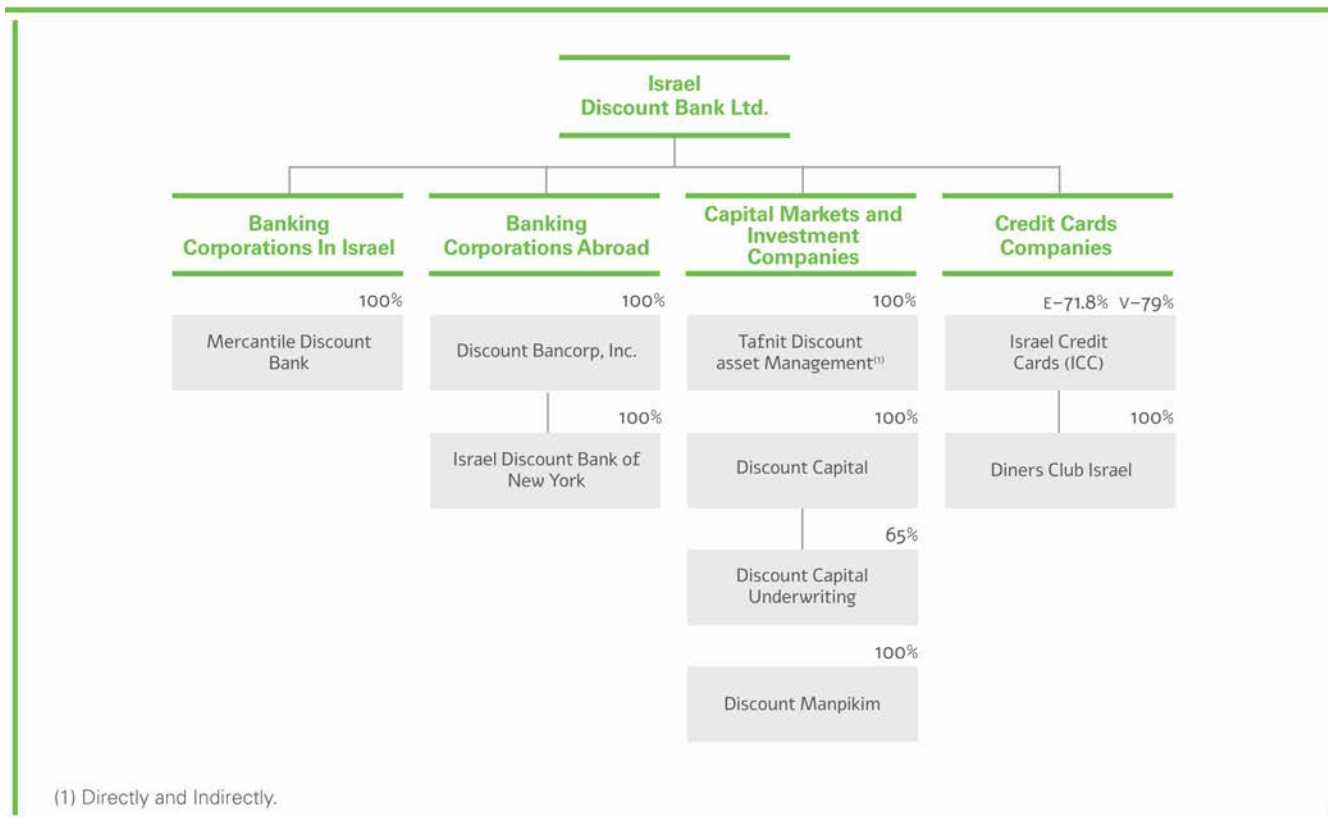 Israel
Discount Bank Ltd.
Banking
Corporations In Israel
100%
Mercantile Discount
Bank
Banking
Corporations Abroad
100%
Discount Bancorp, Inc.
100%
Israel Discount Bank of
New York
Capital Markets and
Investment
Companies
100%
Tafnit Discount
asset Management⁽¹⁾
100%
Discount Capital
65%
Discount Capital
Underwriting
100%
Discount Manpikim
Credit Cards
Companies
E–71.8% V–79%
Israel Credit
Cards (ICC)
100%
Diners Club Israel
(1) Directly and Indirectly.